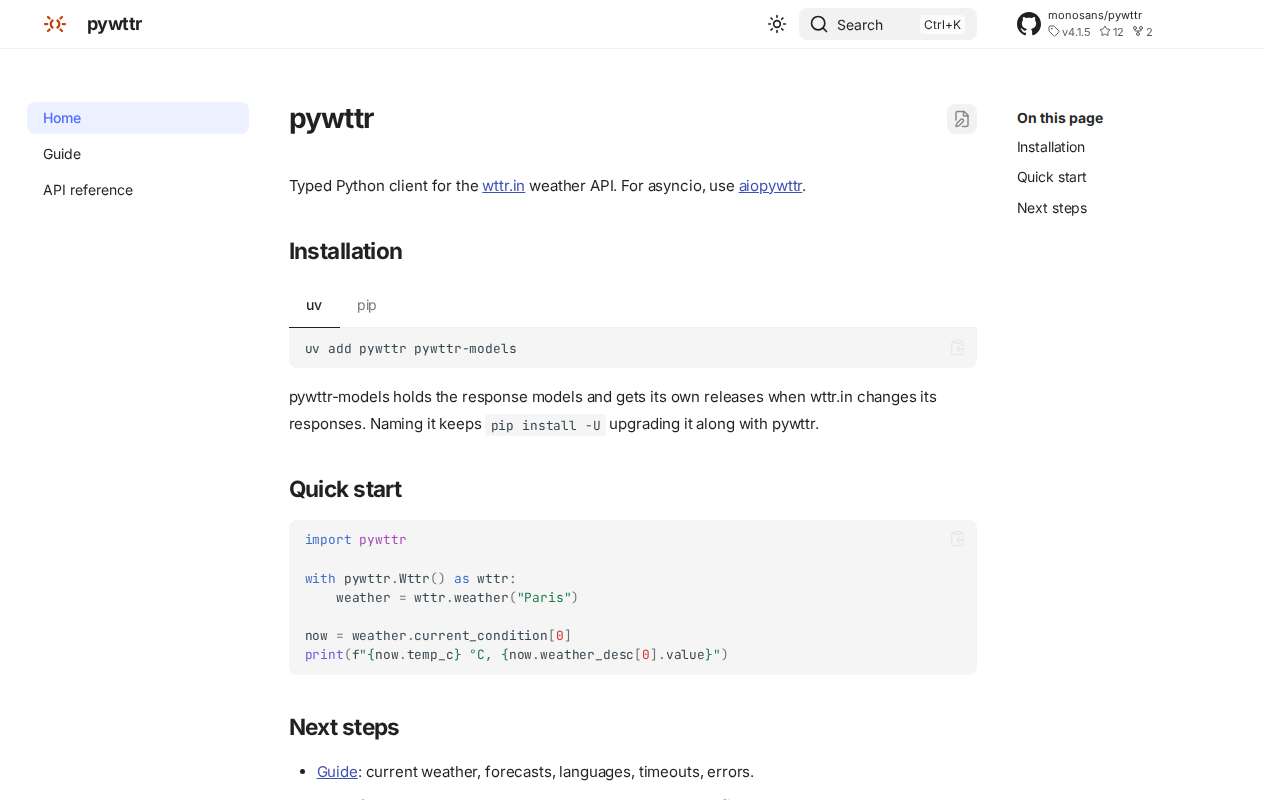 pywttr
Search
Ctrl+K
monosans/pywttr
v4.1.5 12 2
Home
Guide
API reference
pywttr
Typed Python client for the wttr.in weather API. For asyncio, use aiopywttr.
Installation
uv pip
uv add pywttr pywttr-models
pywttr-models holds the response models and gets its own releases when wttr.in changes its
responses. Naming it keeps pip install -U upgrading it along with pywttr.
Quick start
import pywttr
with pywttr.Wttr() as wttr:
    weather = wttr.weather("Paris")
now = weather.current_condition[0]
print(f"{now.temp_c} °C, {now.weather_desc[0].value}")
Next steps
Guide: current weather, forecasts, languages, timeouts, errors.
On this page
Installation
Quick start
Next steps